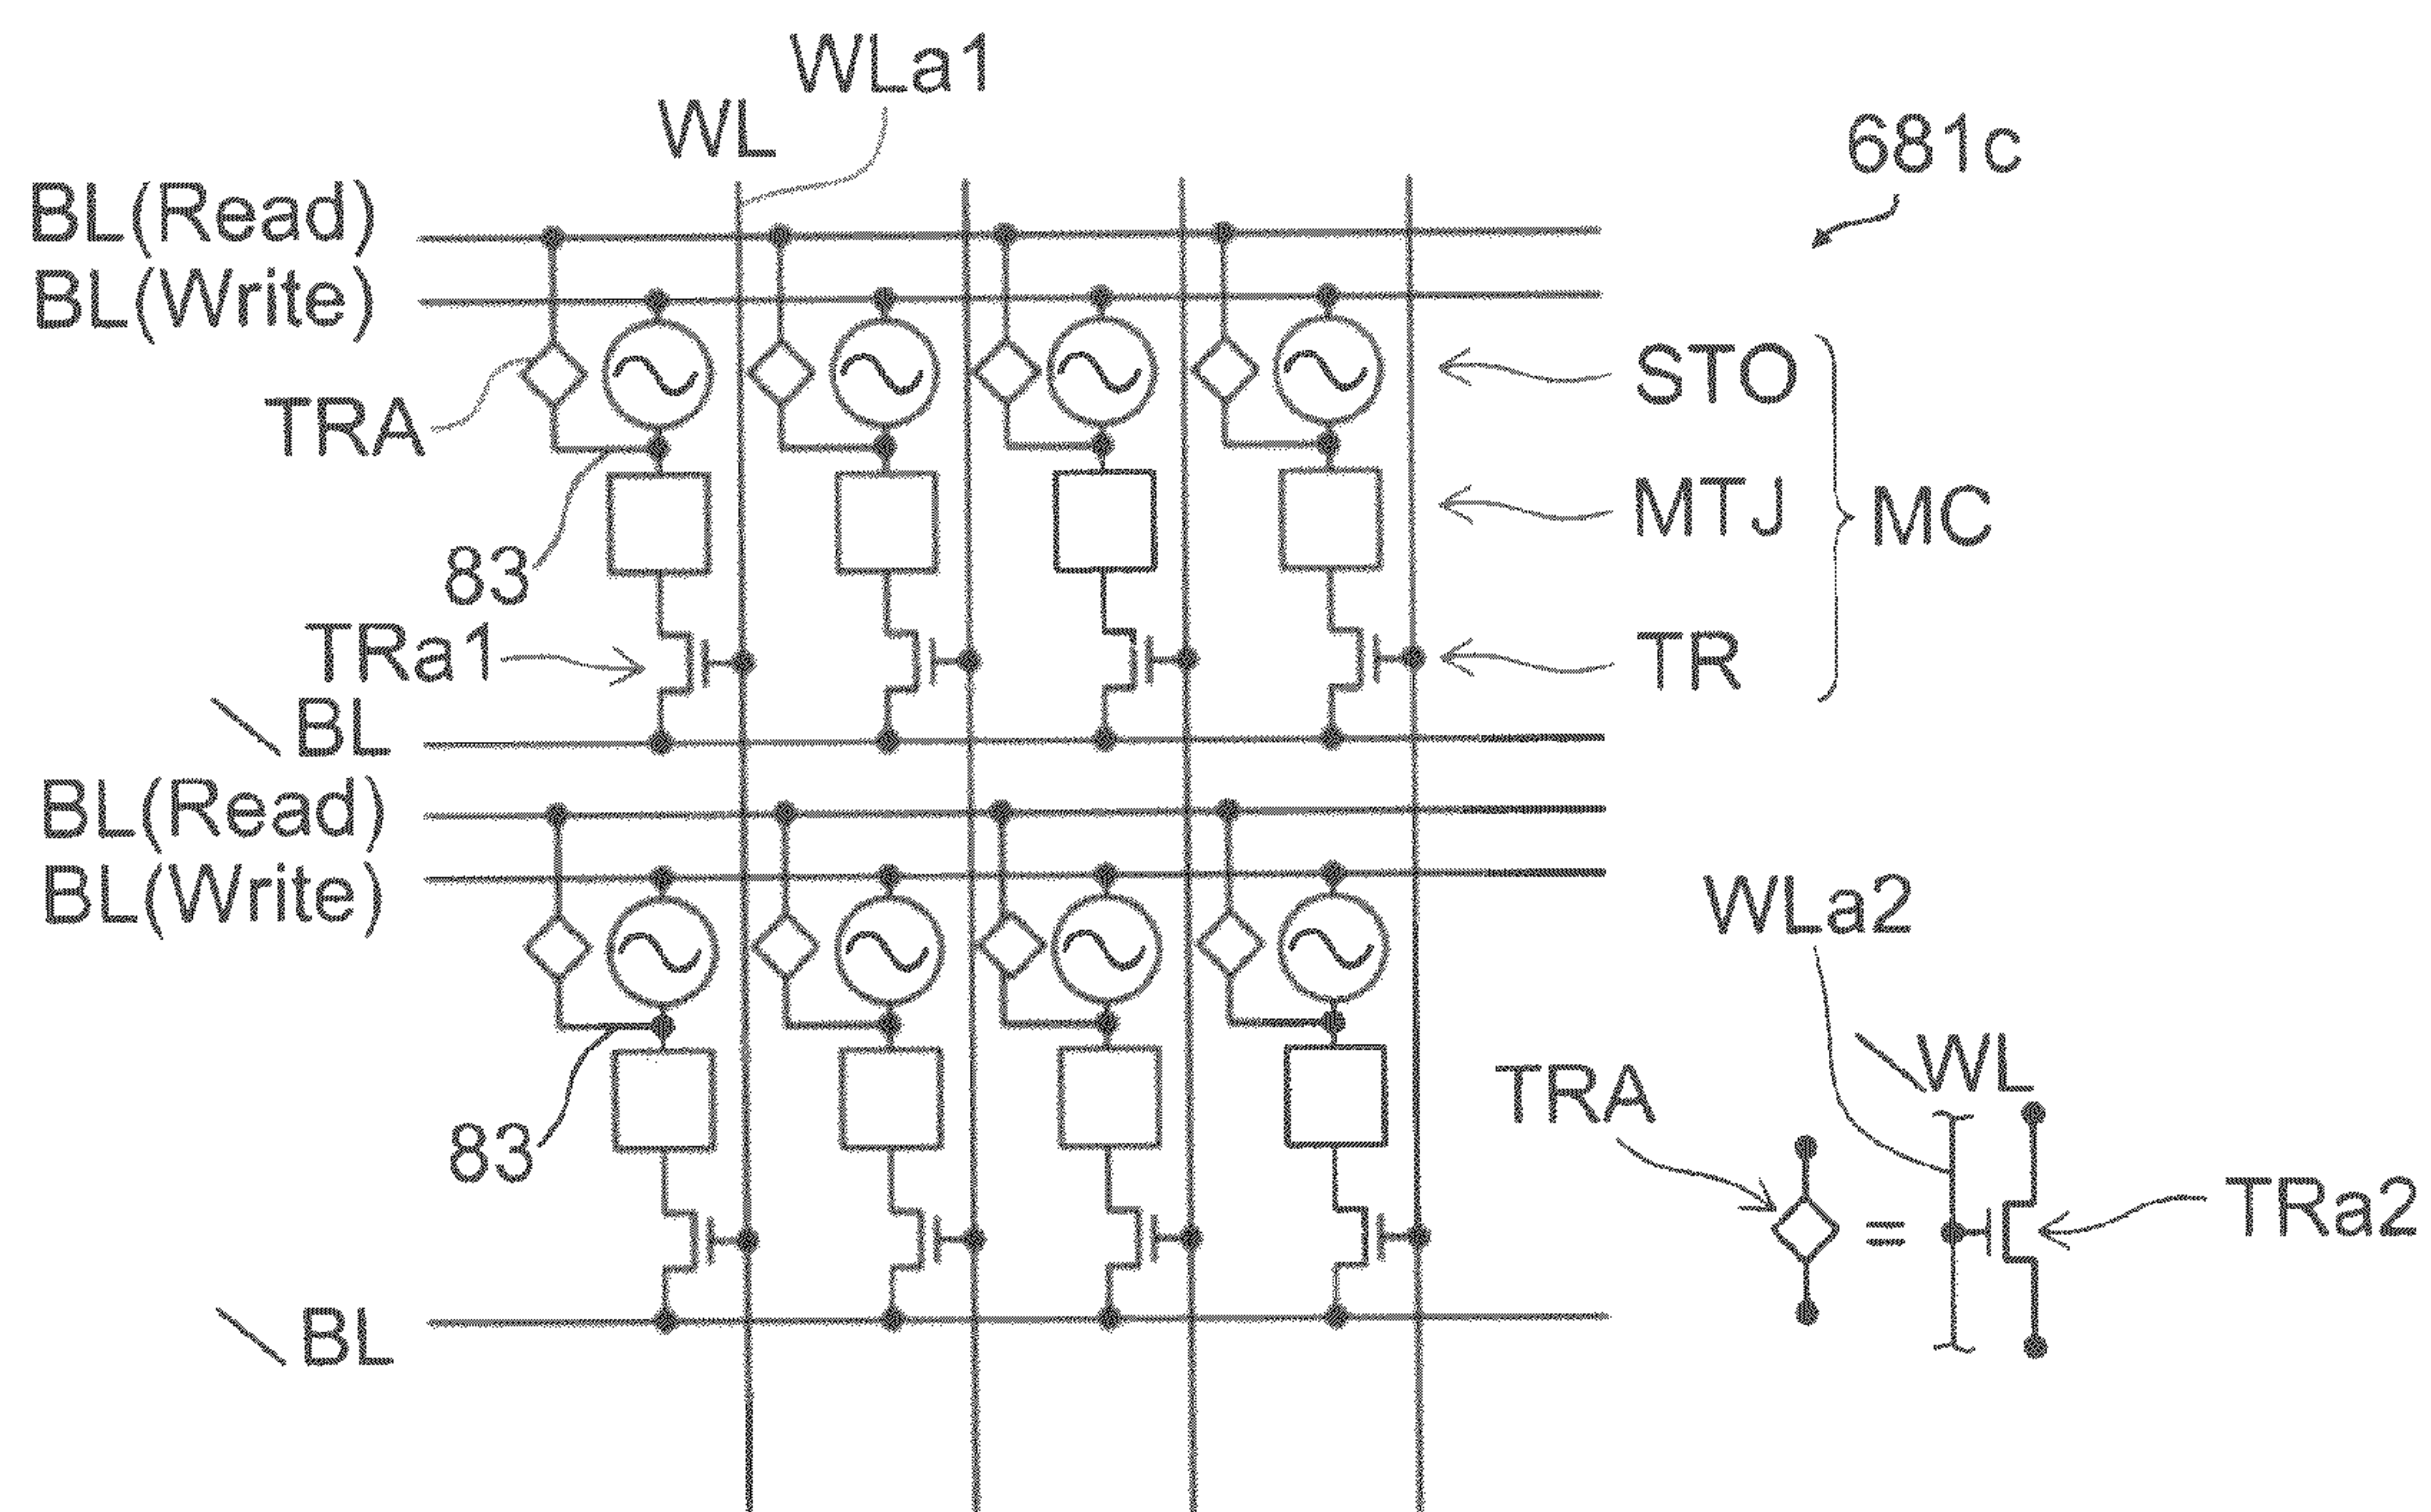 WLa1
WL
681c
BL(Read)
BL(Write)
STO
TRA
MTJ
MC
83
TRa1
TR
\BL
BL(Read)
BL(Write)
WLa2
\WL
TRA
83
=
TRa2
\BL